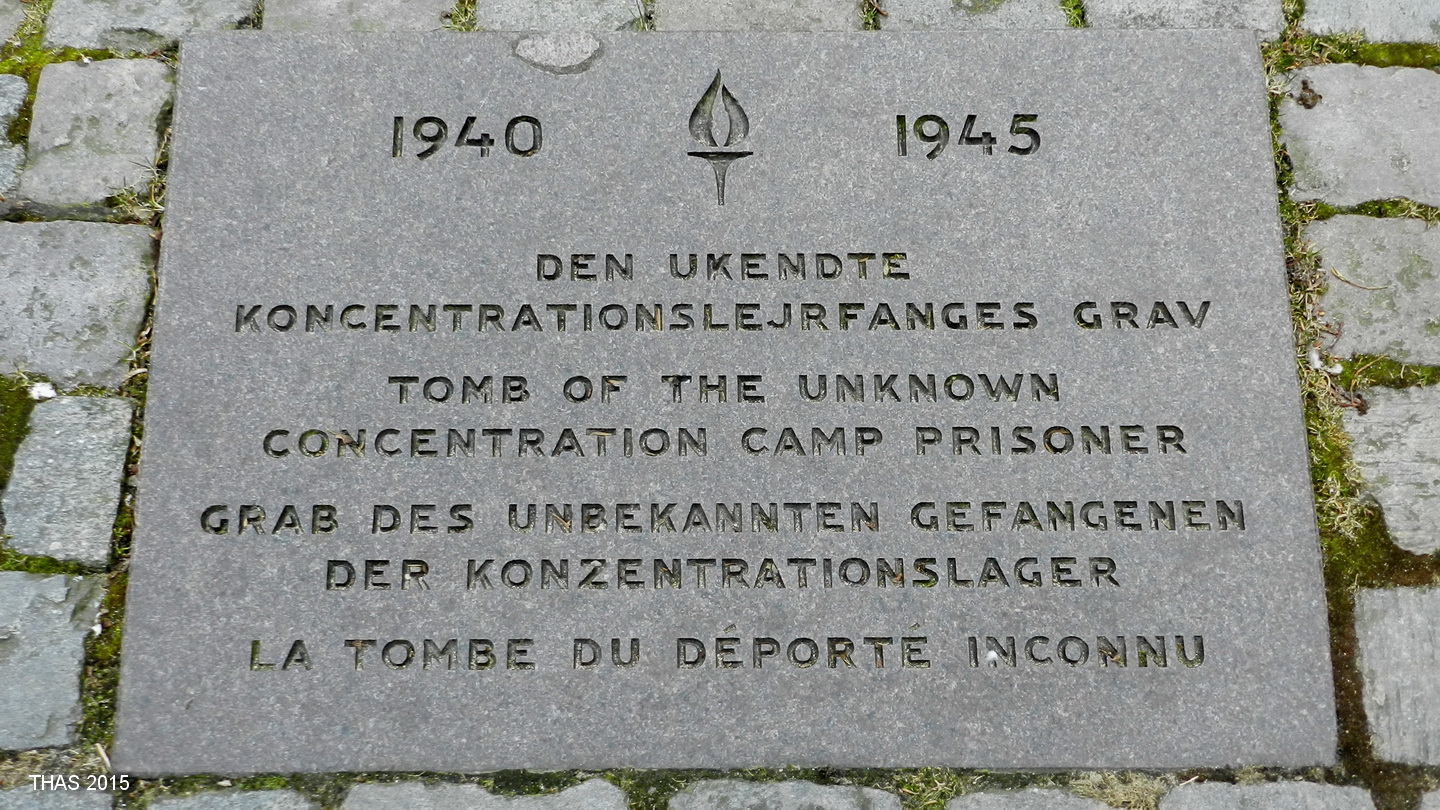 1940 1945
DEN UKENDTE
KONCENTRATIONSLEJRFANGES GRAV
TOMB OF THE UNKNOWN
CONCENTRATION CAMP PRISONER
GRAB DES UNBEKANNTEN GEFANGENEN
DER KONZENTRATIONSLAGER
LA TOMBE DU DÉPORTÉ INCONNU
THAS 2015